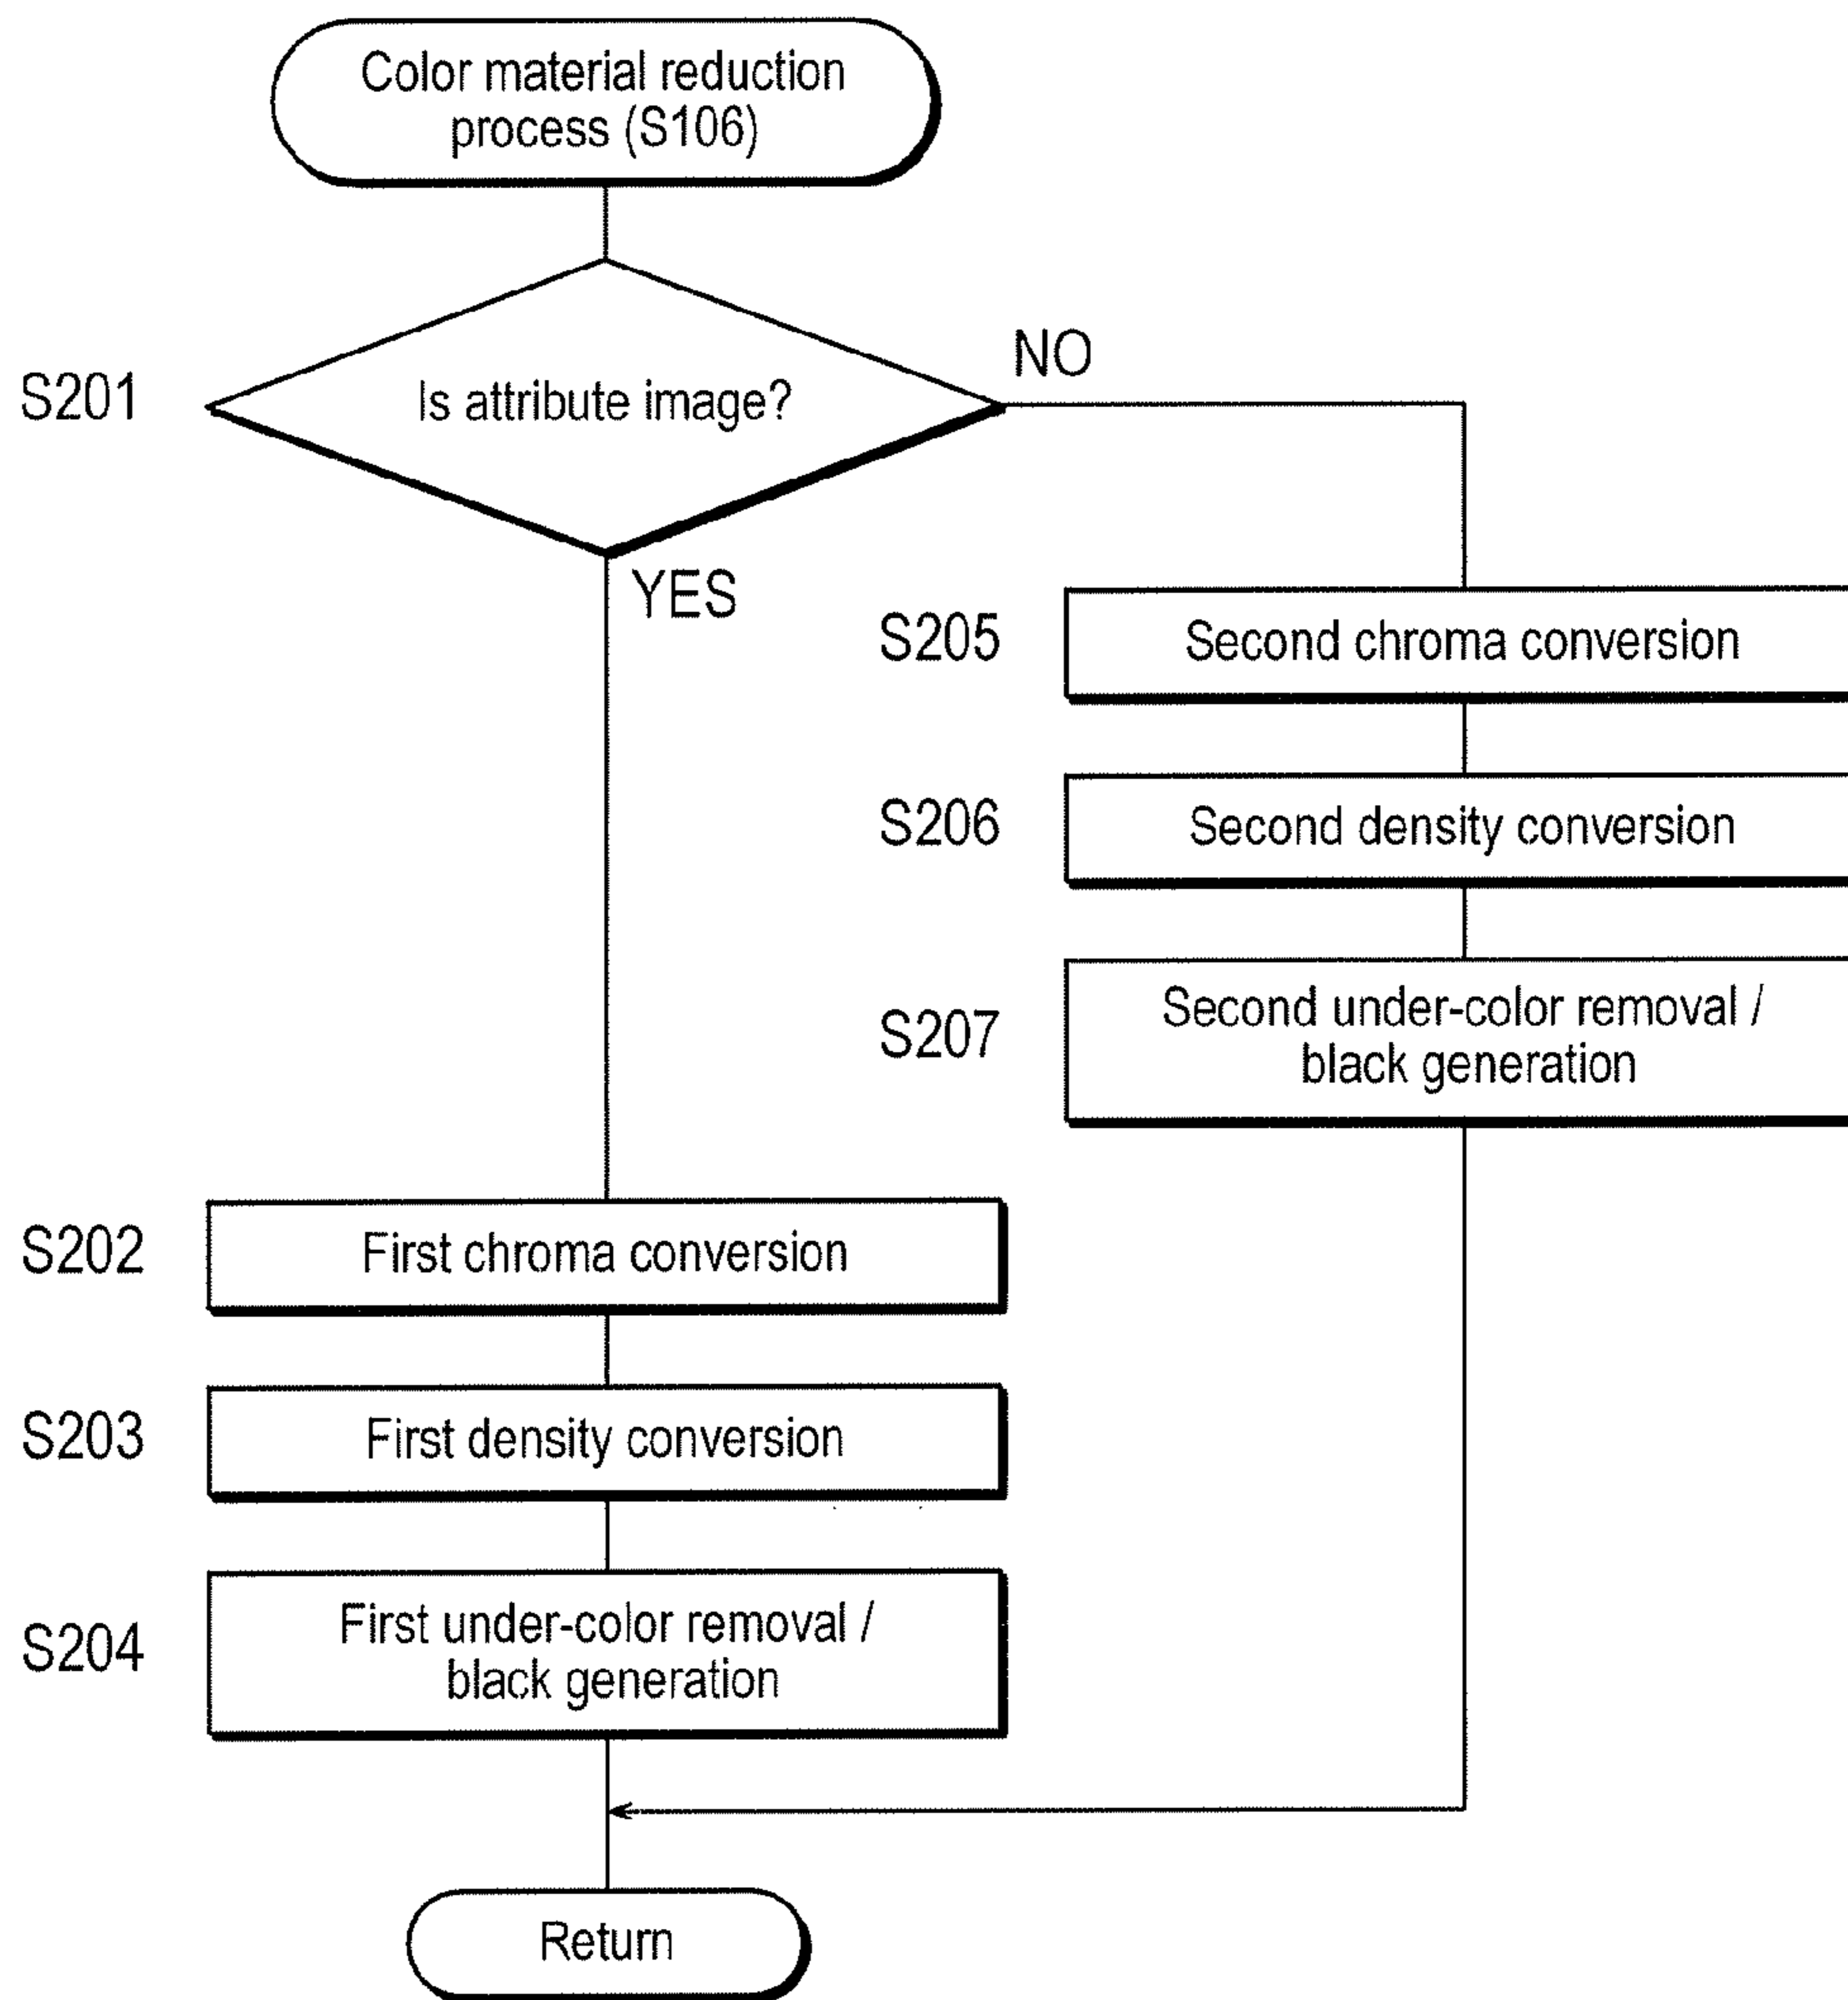 Color material reduction
process (S106)
S201
Is attribute image?
NO
YES
S205
Second chroma conversion
S206
Second density conversion
S207
Second under-color removal /
black generation
S202
First chroma conversion
S203
First density conversion
S204
First under-color removal /
black generation
Return